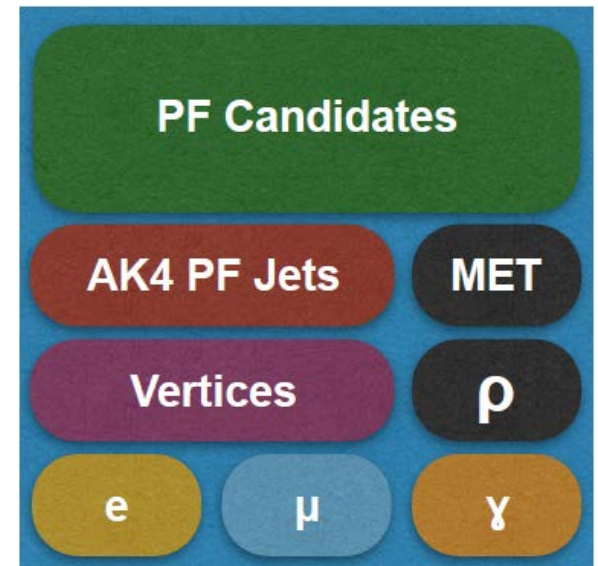 PF Candidates
AK4 PF Jets
MET
Vertices
ρ
e
μ
γ